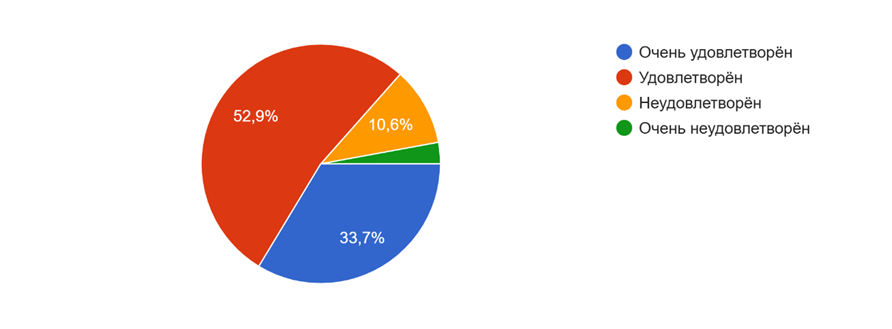 52,9%
10,6%
33,7%
Очень удовлетворён
Удовлетворён
Неудовлетворён
Очень неудовлетворён